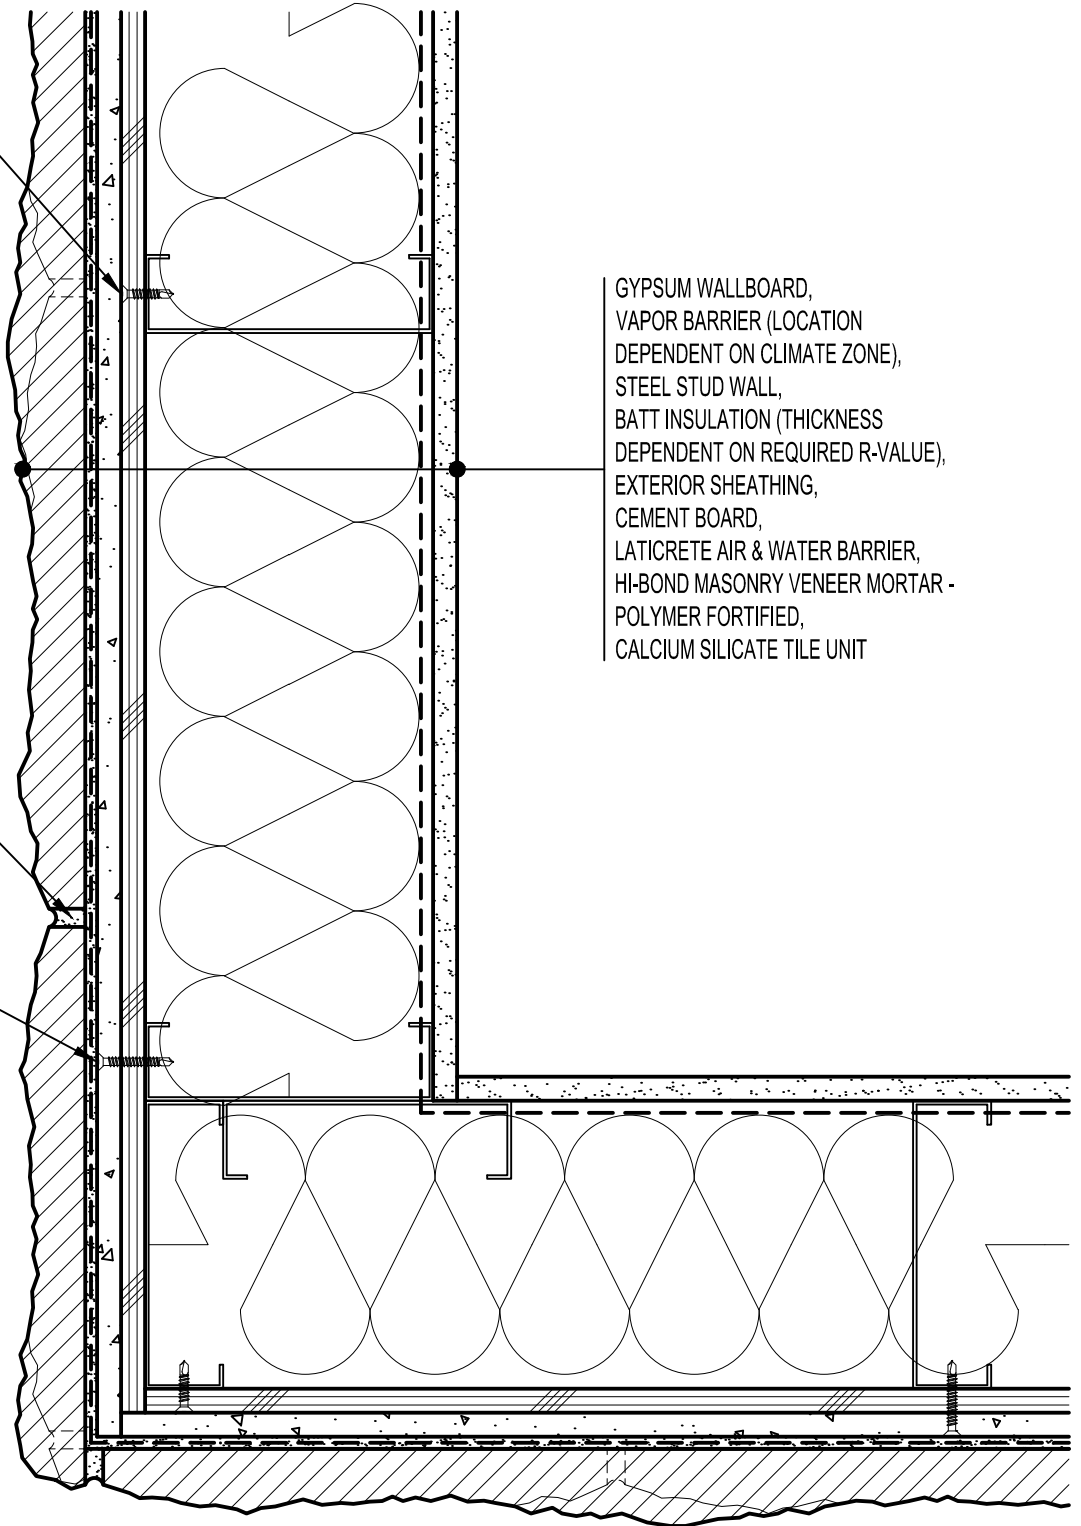 GYPSUM WALLBOARD,
VAPOR BARRIER (LOCATION
DEPENDENT ON CLIMATE ZONE),
STEEL STUD WALL,
BATT INSULATION (THICKNESS
DEPENDENT ON REQUIRED R-VALUE),
EXTERIOR SHEATHING,
CEMENT BOARD,
LATICRETE AIR & WATER BARRIER,
HI-BOND MASONRY VENEER MORTAR -
POLYMER FORTIFIED,
CALCIUM SILICATE TILE UNIT